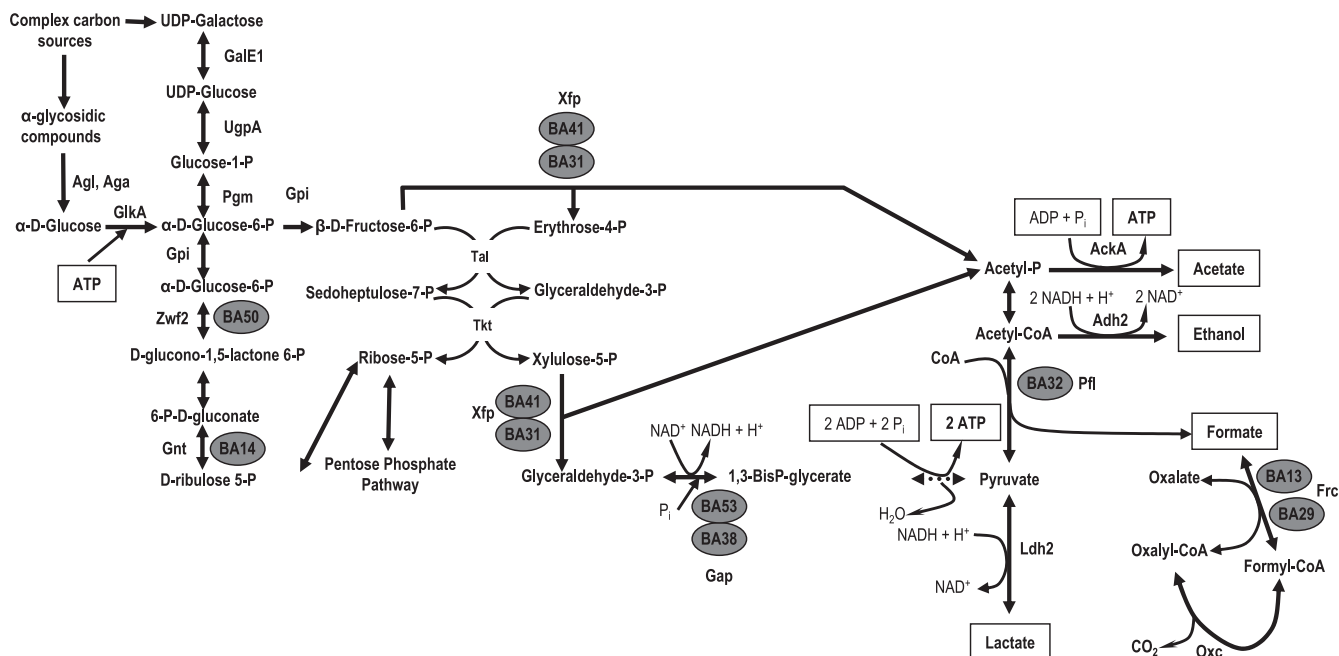 Complex carbon
sources
UDP-Galactose
GalE1
UDP-Glucose
α-glycosidic
compounds
UgpA
Glucose-1-P
Agl, Aga
Pgm
Gpi
α-D-Glucose
GlkA
α-D-Glucose-6-P
β-D-Fructose-6-P
Erythrose-4-P
ATP
Gpi
α-D-Glucose-6-P
Zwf2
BA50
D-glucono-1,5-lactone 6-P
6-P-D-gluconate
Gnt
BA14
D-ribulose 5-P
Xfp
BA41
BA31
Tal
Sedoheptulose-7-P
Glyceraldehyde-3-P
Tkt
Ribose-5-P
Xylulose-5-P
Pentose Phosphate
Pathway
Xfp
BA41
BA31
Glyceraldehyde-3-P
NAD⁺
NADH + H⁺
Pᵢ
1,3-BisP-glycerate
BA53
BA38
Gap
2 ADP + 2 Pᵢ
2 ATP
H₂O
Pyruvate
ADP + Pᵢ
ATP
AckA
Acetyl-P
Acetate
2 NADH + H⁺
2 NAD⁺
Adh2
Acetyl-CoA
Ethanol
CoA
BA32
Pfl
Formate
NADH + H⁺
Ldh2
NAD⁺
Lactate
Oxalate
BA13
Frc
BA29
Oxalyl-CoA
Formyl-CoA
CO₂
Oxc